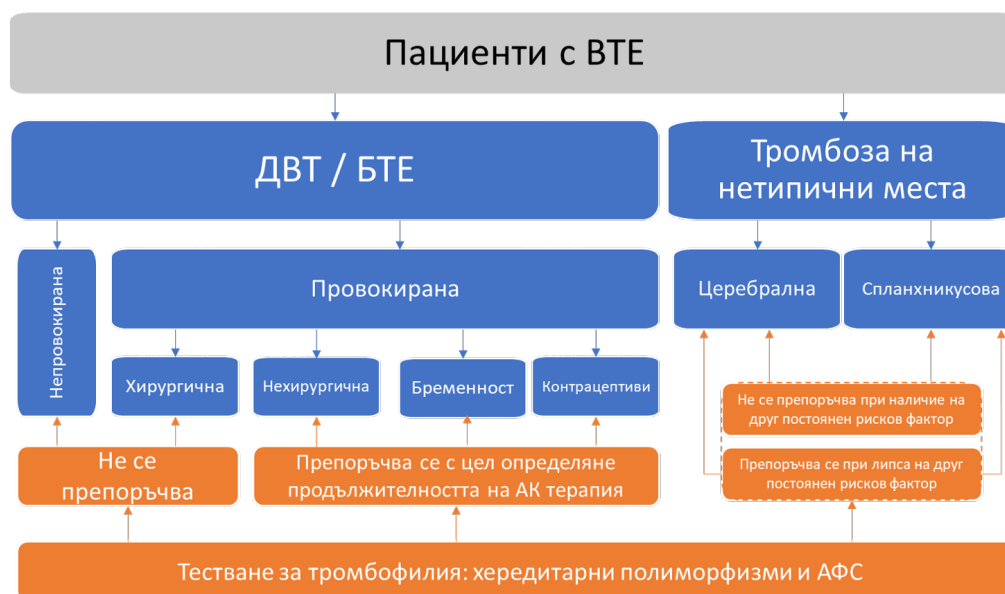 Пациенти с ВТЕ
ДВТ / БТЕ
Тромбоза на
нетипични места
Непровокирана
Провокирана
Церебрална
Спланхникусова
Хирургична
Нехирургична
Бременност
Контрацептиви
Не се препоръчва при наличие на
друг постоянен рисков фактор
Не се
препоръчва
Препоръчва се с цел определяне
продължителността на АК терапия
Препоръчва се при липса на друг
постоянен рисков фактор
Тестване за тромбофилия: хередитарни полиморфизми и АФС